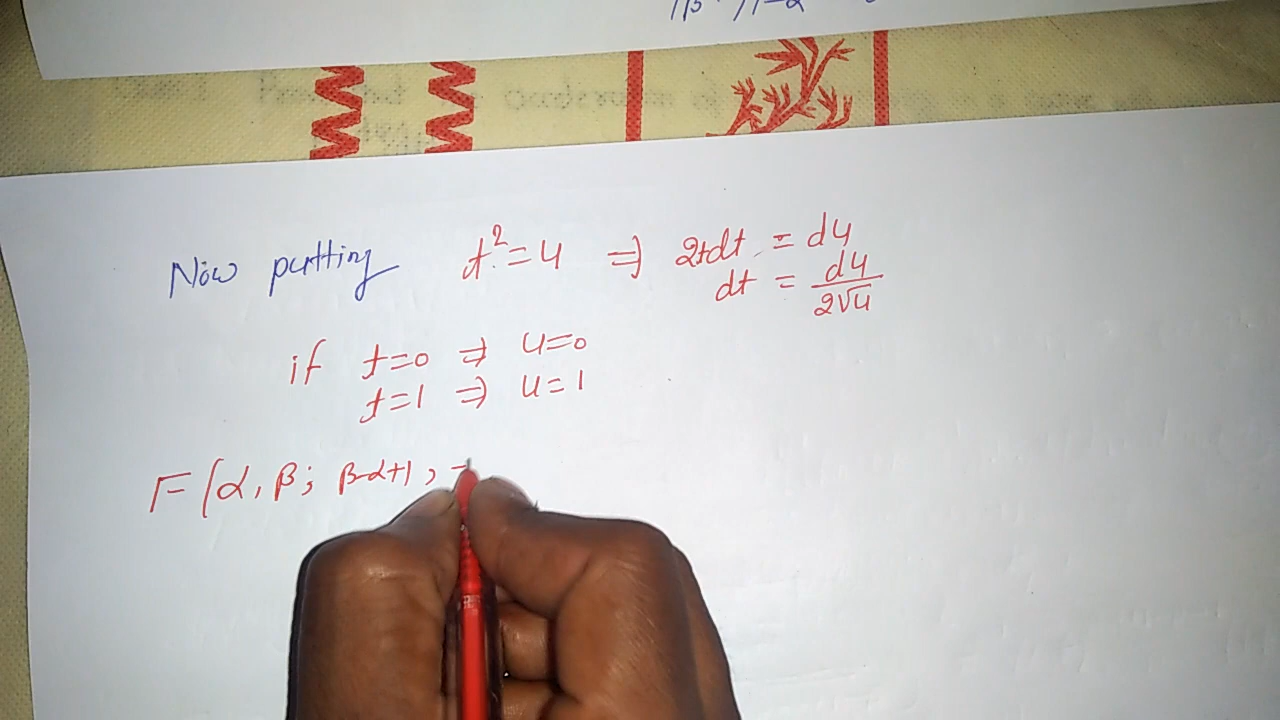 Now putting t² = u ⇒ 2tdt = du
dt = du/2√u
if t=0 ⇒ u=0
t=1 ⇒ u=1
F(α, β; β-α+1, -